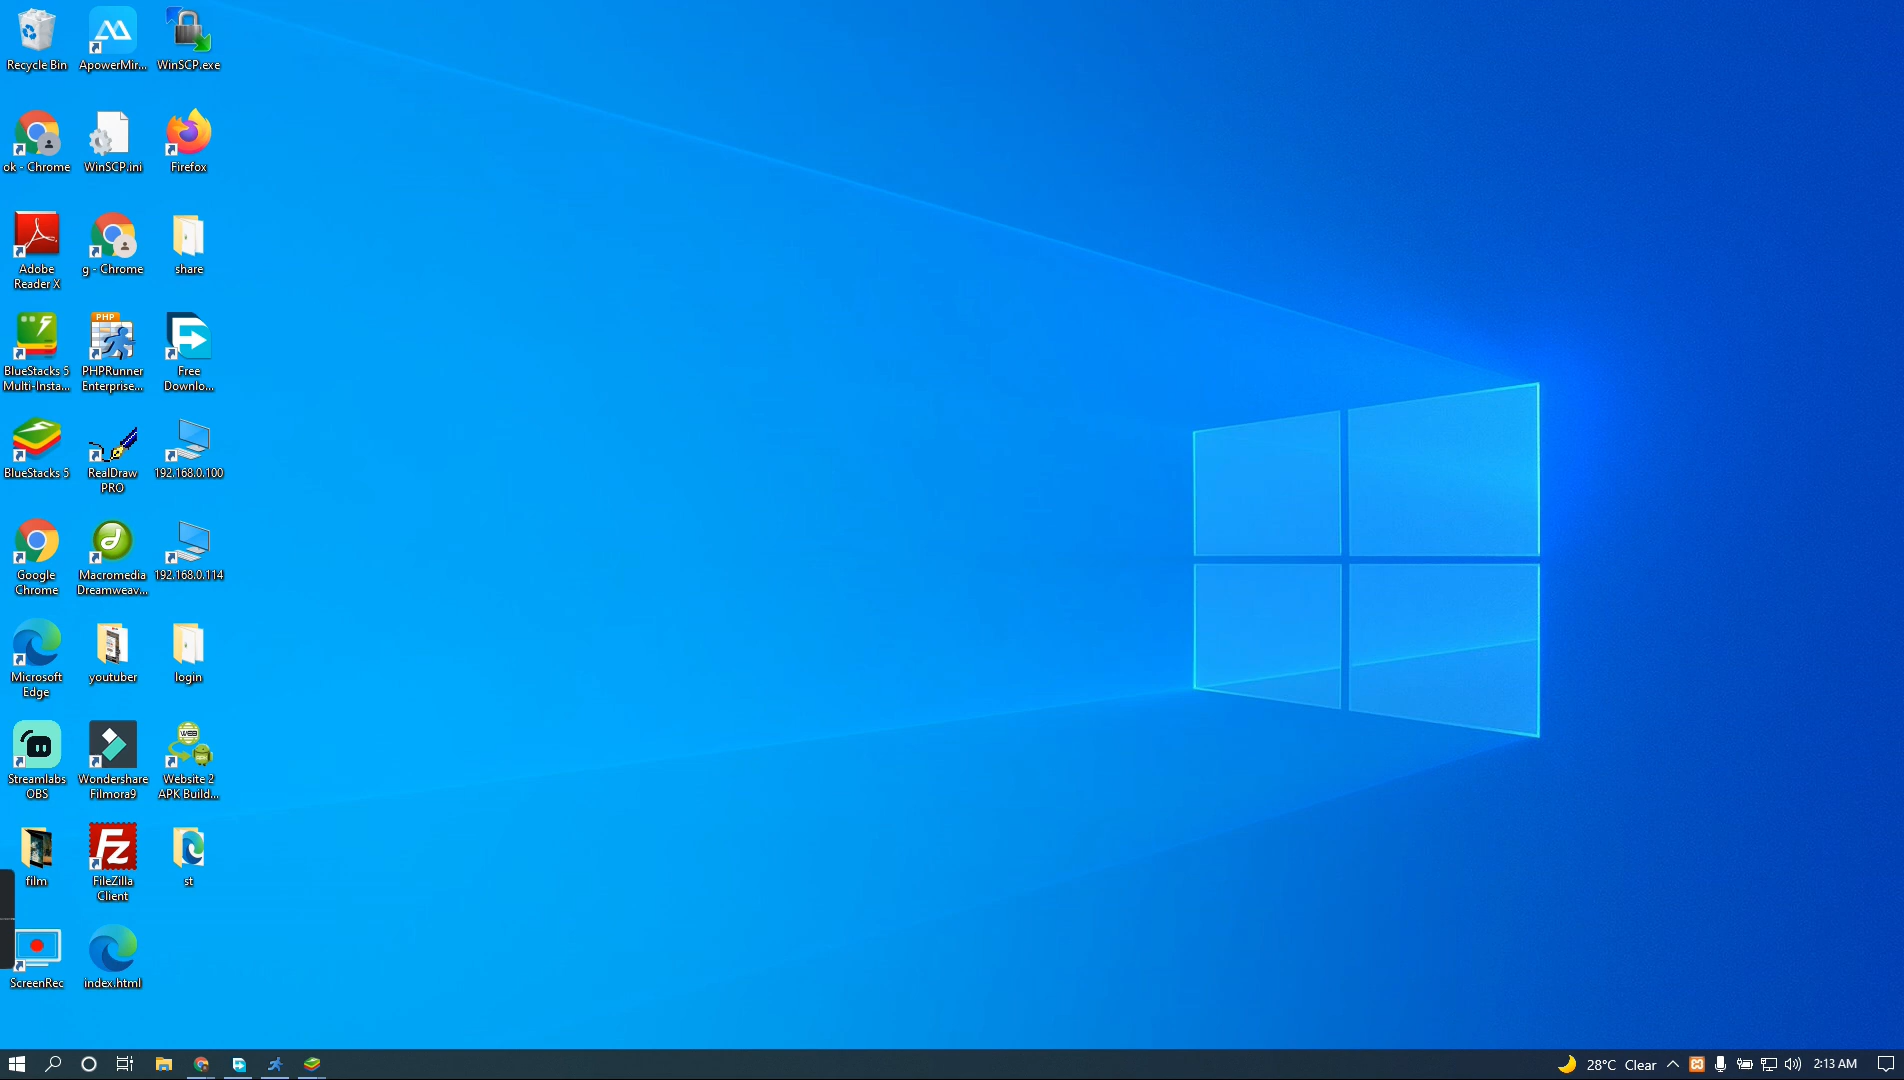 Recycle Bin
ApowerMir...
WinSCP.exe
ok - Chrome
WinSCP.ini
Firefox
Adobe
Reader X
g - Chrome
share
BlueStacks 5
Multi-Insta...
PHP
PHPRunner
Enterprise...
Free
Downlo...
BlueStacks 5
RealDraw
PRO
192.168.0.100
Google
Chrome
Macromedia
Dreamweav...
192.168.0.114
Microsoft
Edge
youtuber
login
Streamlabs
OBS
Wondershare
Filmora9
WEB
Website 2
APK Build...
film
Fz
FileZilla
Client
st
ScreenRec
index.html
28°C Clear
2:13 AM